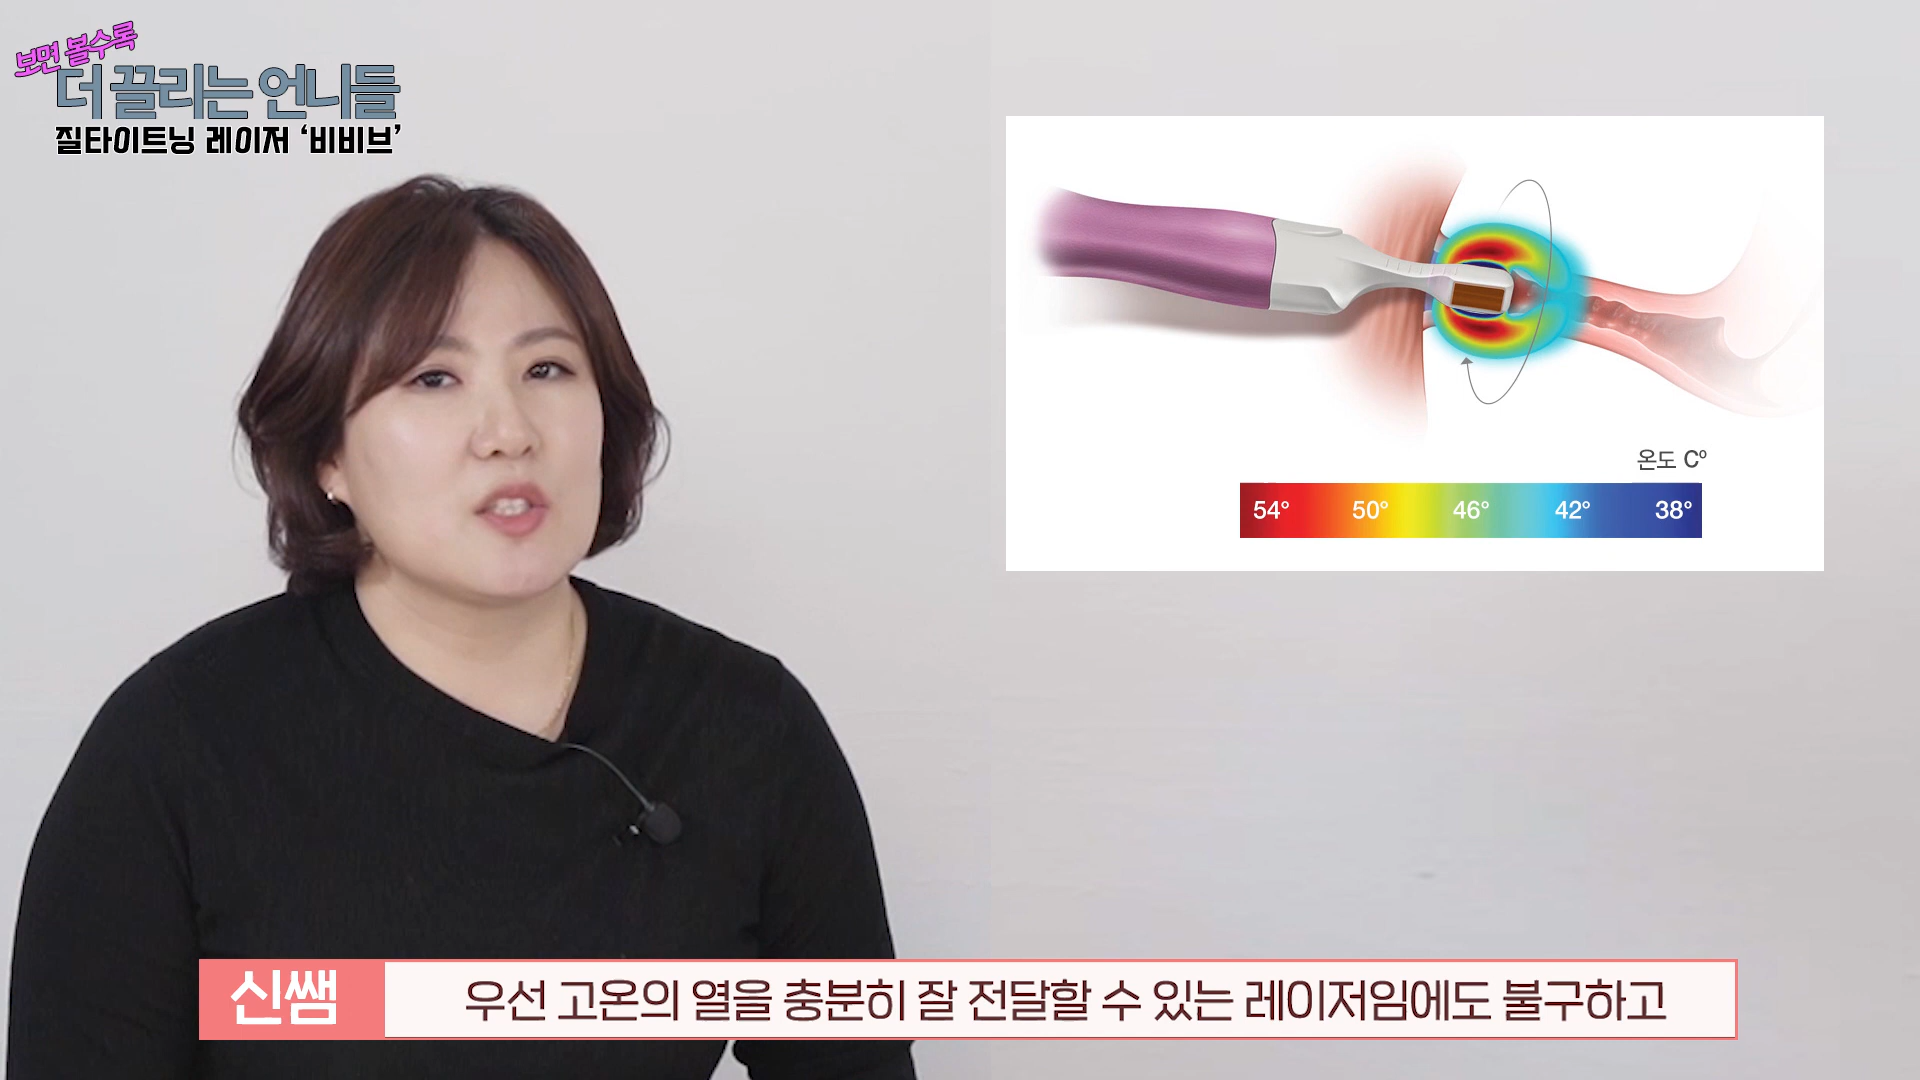 보면 볼수록
더 끌리는 언니들
질타이트닝 레이저 ‘비비브’
온도 C°
54° 50° 46° 42° 38°
신쌤
우선 고온의 열을 충분히 잘 전달할 수 있는 레이저임에도 불구하고